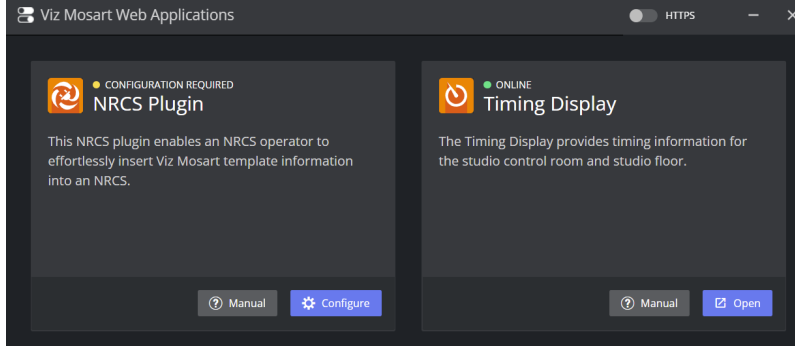 Viz Mosart Web Applications
HTTPS
CONFIGURATION REQUIRED
NRCS Plugin
This NRCS plugin enables an NRCS operator to
effortlessly insert Viz Mosart template information
into an NRCS.
Manual
Configure
ONLINE
Timing Display
The Timing Display provides timing information for
the studio control room and studio floor.
Manual
Open